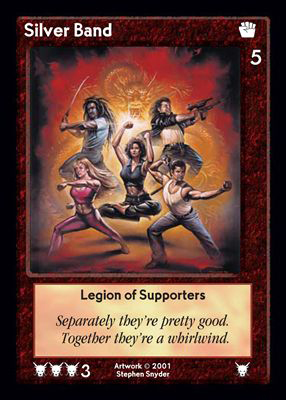 Silver Band
5
Legion of Supporters
Separately they're pretty good.
Together they're a whirlwind.
3
Artwork © 2001
Stephen Snyder